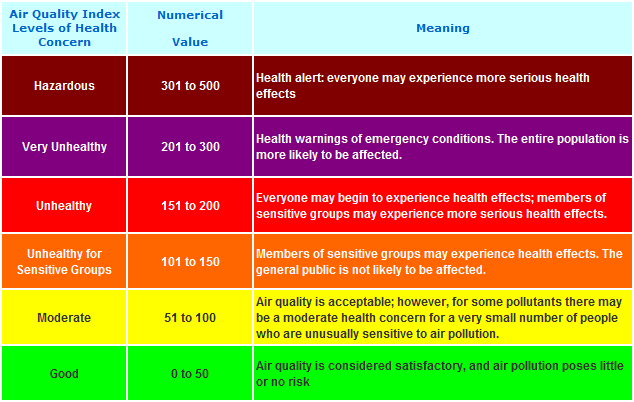 Air Quality Index
Levels of Health
Concern
Numerical
Value
Meaning
Hazardous
301 to 500
Health alert: everyone may experience more serious health
effects
Very Unhealthy
201 to 300
Health warnings of emergency conditions. The entire population is
more likely to be affected.
Unhealthy
151 to 200
Everyone may begin to experience health effects; members of
sensitive groups may experience more serious health effects.
Unhealthy for
Sensitive Groups
101 to 150
Members of sensitive groups may experience health effects. The
general public is not likely to be affected.
Moderate
51 to 100
Air quality is acceptable; however, for some pollutants there may
be a moderate health concern for a very small number of people
who are unusually sensitive to air pollution.
Good
0 to 50
Air quality is considered satisfactory, and air pollution poses little
or no risk